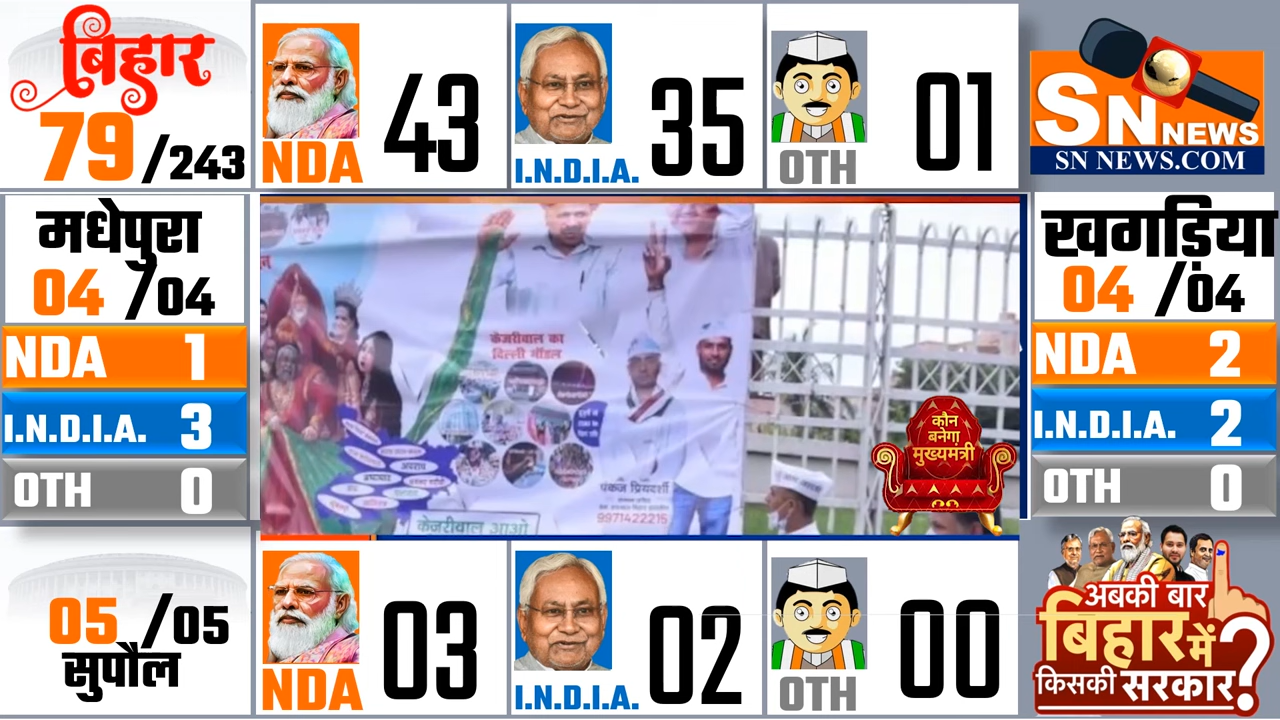 बिहार
79/243
NDA
43
I.N.D.I.A.
35
OTH
01
SN NEWS
SN NEWS.COM
मधेपुरा
04/04
NDA 1
I.N.D.I.A. 3
OTH 0
केजरीवाल का
दिल्ली मॉडल
पंकज प्रियदर्शी
9971422215
केजरीवाल आओ
कौन
बनेगा
मुख्यमंत्री
खगड़िया
04/04
NDA 2
I.N.D.I.A. 2
OTH 0
05/05
सुपौल
NDA
03
I.N.D.I.A.
02
OTH
00
अबकी बार
बिहार में
किसकी सरकार?